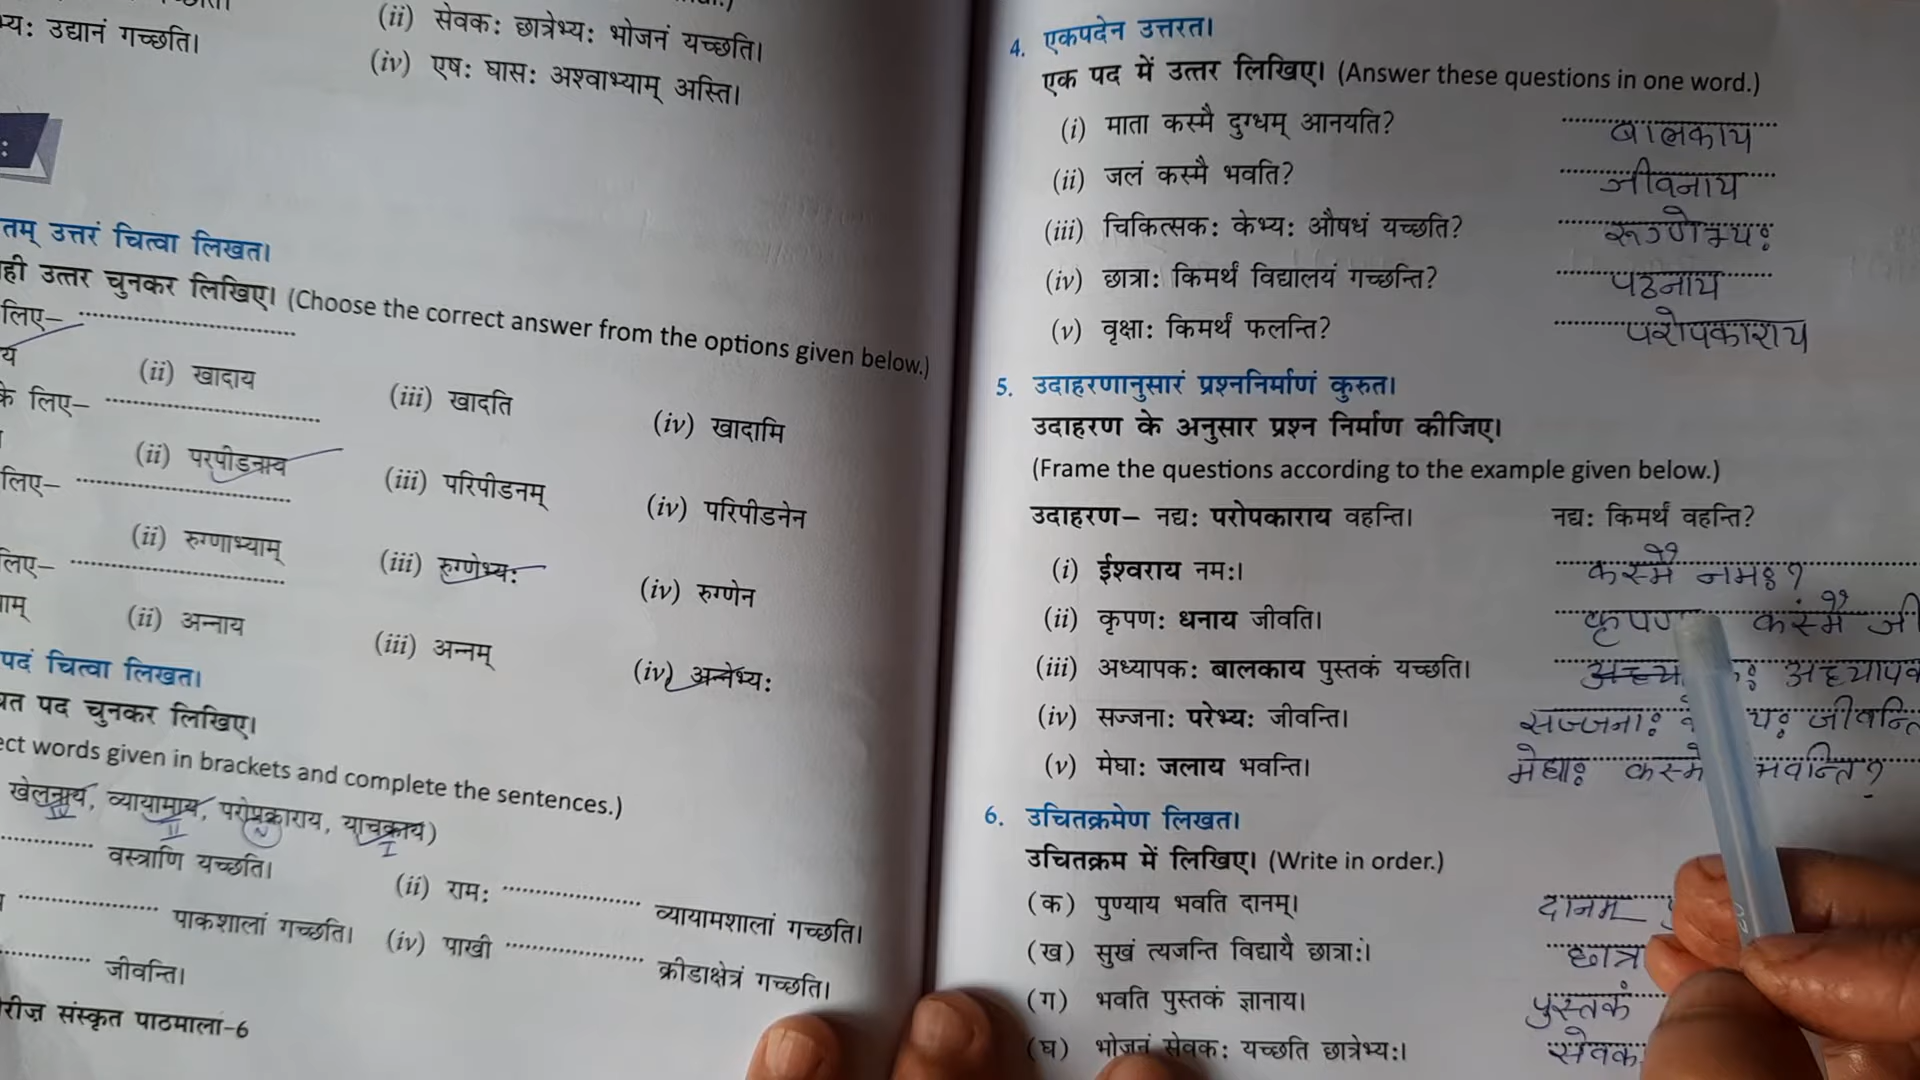 भ्यः उद्यानं गच्छति।
(ii) सेवकः छात्रेभ्यः भोजनं यच्छति।
(iv) एषः घासः अश्वाभ्याम् अस्ति।
तम् उत्तरं चित्वा लिखत।
ही उत्तर चुनकर लिखिए। (Choose the correct answer from the options given below.)
लिए– ....................
य (ii) खादाय (iii) खादति (iv) खादामि
के लिए– ....................
(ii) परपीडनाय (iii) परिपीडनम् (iv) परिपीडनेन
लिए– ....................
(ii) रुग्णाभ्याम् (iii) रुग्णेभ्यः (iv) रुग्णेन
लिए– ....................
ाम् (ii) अन्नाय (iii) अन्नम् (iv) अन्नेभ्यः
पदं चित्वा लिखत।
पद चुनकर लिखिए।
ect words given in brackets and complete the sentences.)
खेलनाय, व्यायामाय, परोपकाराय, याचकाय)
IV II V I
.................... वस्त्राणि यच्छति। (ii) रामः .................... व्यायामशालां गच्छति।
.................... पाकशालां गच्छति। (iv) पाखी .................... क्रीडाक्षेत्रं गच्छति।
.................... जीवन्ति।
रीज़ संस्कृत पाठमाला-6
4. एकपदेन उत्तरत।
एक पद में उत्तर लिखिए। (Answer these questions in one word.)
(i) माता कस्मै दुग्धम् आनयति? बालकाय
(ii) जलं कस्मै भवति? जीवनाय
(iii) चिकित्सकः केभ्यः औषधं यच्छति? रूग्णेभ्यः
(iv) छात्राः किमर्थं विद्यालयं गच्छन्ति? पठनाय
(v) वृक्षाः किमर्थं फलन्ति? परोपकाराय
5. उदाहरणानुसारं प्रश्ननिर्माणं कुरुत।
उदाहरण के अनुसार प्रश्न निर्माण कीजिए।
(Frame the questions according to the example given below.)
उदाहरण– नद्यः परोपकाराय वहन्ति। नद्यः किमर्थं वहन्ति?
(i) ईश्वराय नमः। कस्मै नमः?
(ii) कृपणः धनाय जीवति। कृपण कस्मै जी
(iii) अध्यापकः बालकाय पुस्तकं यच्छति। अध्यापक
(iv) सज्जनाः परेभ्यः जीवन्ति। सज्जनाः यः जीवन्ति
(v) मेघाः जलाय भवन्ति। मेघाः कस्मै भवन्ति?
6. उचितक्रमेण लिखत।
उचितक्रम में लिखिए। (Write in order.)
(क) पुण्याय भवति दानम्। दानम्
(ख) सुखं त्यजन्ति विद्यायै छात्राः। छात्र
(ग) भवति पुस्तकं ज्ञानाय। पुस्तकं
(घ) भोजनं सेवकः यच्छति छात्रेभ्यः। सेवक